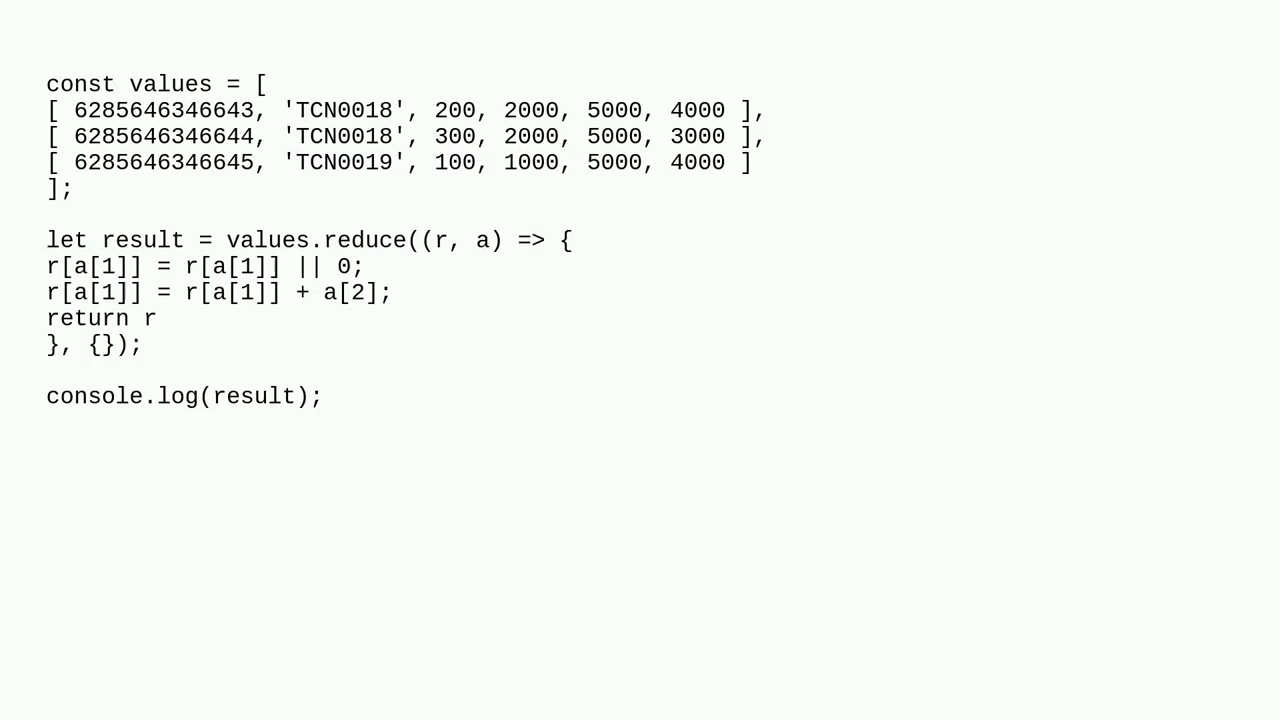 const values = [
[ 6285646346643, 'TCN0018', 200, 2000, 5000, 4000 ],
[ 6285646346644, 'TCN0018', 300, 2000, 5000, 3000 ],
[ 6285646346645, 'TCN0019', 100, 1000, 5000, 4000 ]
];
let result = values.reduce((r, a) => {
r[a[1]] = r[a[1]] || 0;
r[a[1]] = r[a[1]] + a[2];
return r
}, {});
console.log(result);